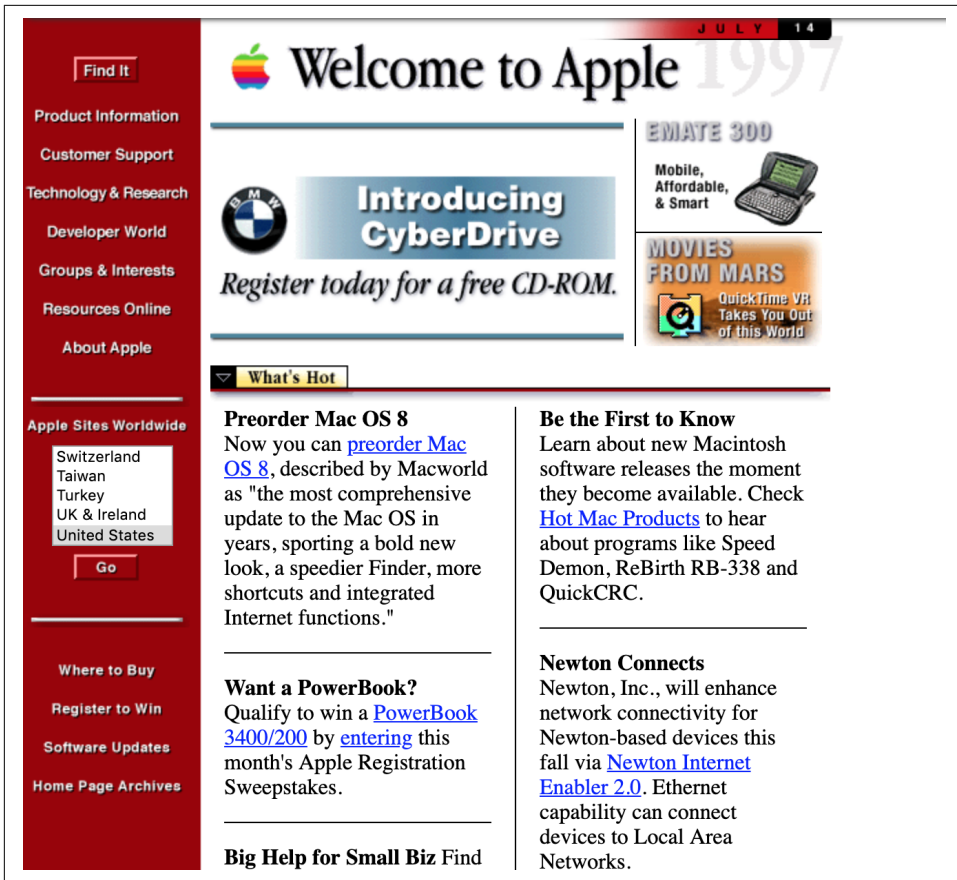 JULY 14
1997
Welcome to Apple
Find It
Product Information
Customer Support
Technology & Research
Developer World
Groups & Interests
Resources Online
About Apple
Apple Sites Worldwide
Switzerland
Taiwan
Turkey
UK & Ireland
United States
Go
Where to Buy
Register to Win
Software Updates
Home Page Archives
BMW
Introducing
CyberDrive
Register today for a free CD-ROM.
EMATE 300
Mobile,
Affordable,
& Smart
MOVIES
FROM MARS
QuickTime VR
Takes You Out
of this World
What's Hot
Preorder Mac OS 8
Now you can preorder Mac
OS 8, described by Macworld
as "the most comprehensive
update to the Mac OS in
years, sporting a bold new
look, a speedier Finder, more
shortcuts and integrated
Internet functions."
Want a PowerBook?
Qualify to win a PowerBook
3400/200 by entering this
month's Apple Registration
Sweepstakes.
Big Help for Small Biz Find
Be the First to Know
Learn about new Macintosh
software releases the moment
they become available. Check
Hot Mac Products to hear
about programs like Speed
Demon, ReBirth RB-338 and
QuickCRC.
Newton Connects
Newton, Inc., will enhance
network connectivity for
Newton-based devices this
fall via Newton Internet
Enabler 2.0. Ethernet
capability can connect
devices to Local Area
Networks.